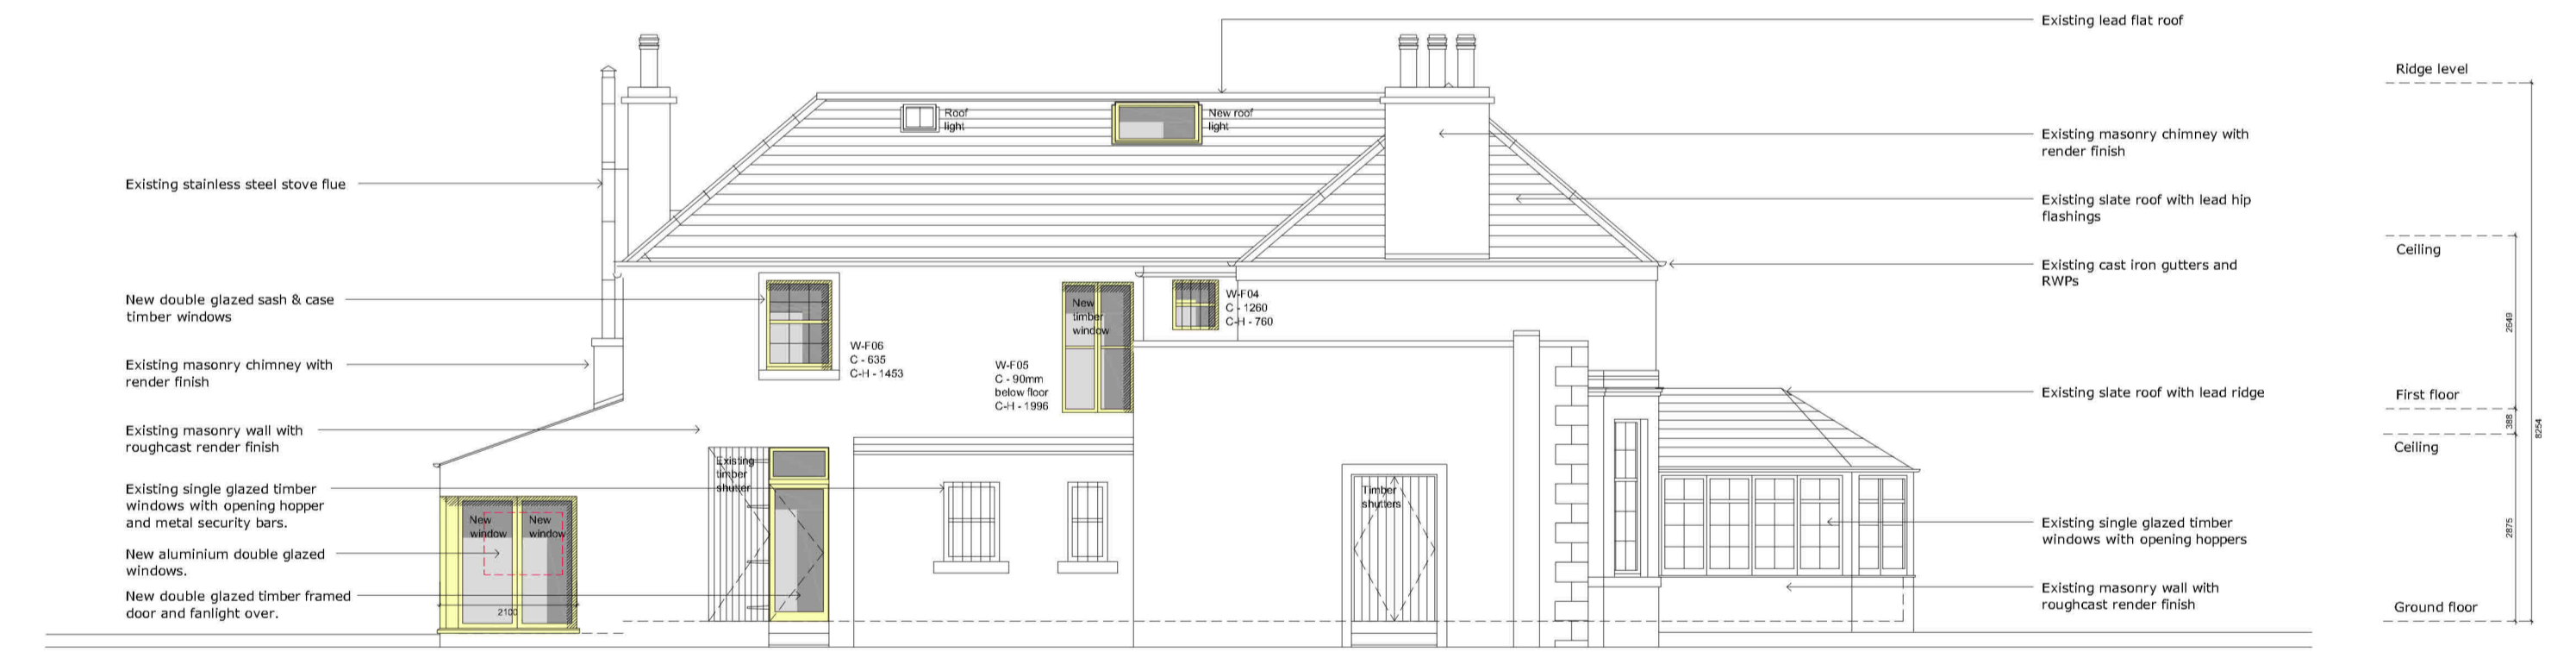 Existing lead flat roof
Ridge level
Roof
light
New roof
light
Existing masonry chimney with
render finish
Existing stainless steel stove flue
Existing slate roof with lead hip
flashings
Ceiling
Existing cast iron gutters and
RWPs
New double glazed sash & case
timber windows
New
timber
window
W-F04
C - 1260
C-H - 760
2649
W-F06
C - 635
C-H - 1453
Existing masonry chimney with
render finish
W-F05
C - 90mm
below floor
C-H - 1996
Existing slate roof with lead ridge
First floor
388
8254
Existing masonry wall with
roughcast render finish
Ceiling
Existing
timber
shutter
Existing single glazed timber
windows with opening hopper
and metal security bars.
Timber
shutters
New
window
New
window
Existing single glazed timber
windows with opening hoppers
2875
New aluminium double glazed
windows.
New double glazed timber framed
door and fanlight over.
2100
Existing masonry wall with
roughcast render finish
Ground floor